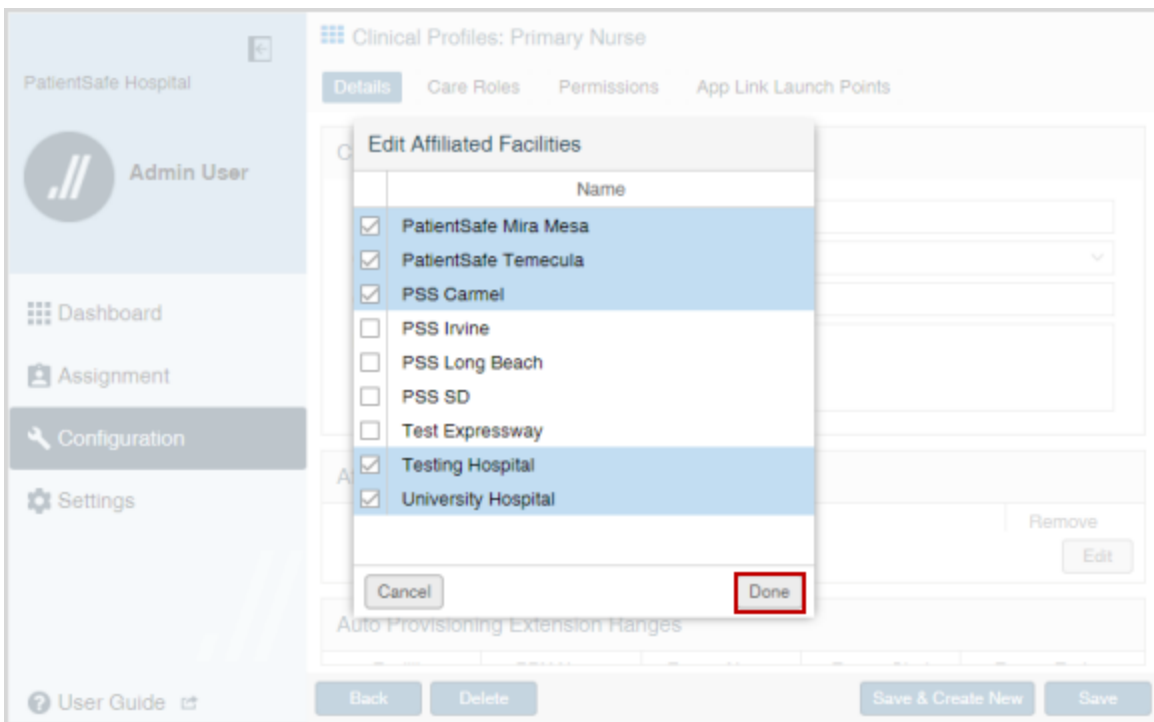 Clinical Profiles: Primary Nurse
PatientSafe Hospital
Details Care Roles Permissions App Link Launch Points
Admin User
Edit Affiliated Facilities
Name
PatientSafe Mira Mesa
PatientSafe Temecula
PSS Carmel
PSS Irvine
PSS Long Beach
PSS SD
Test Expressway
Testing Hospital
University Hospital
Cancel Done
Dashboard
Assignment
Configuration
Settings
Remove
Edit
Auto Provisioning Extension Ranges
User Guide
Back Delete Save & Create New Save